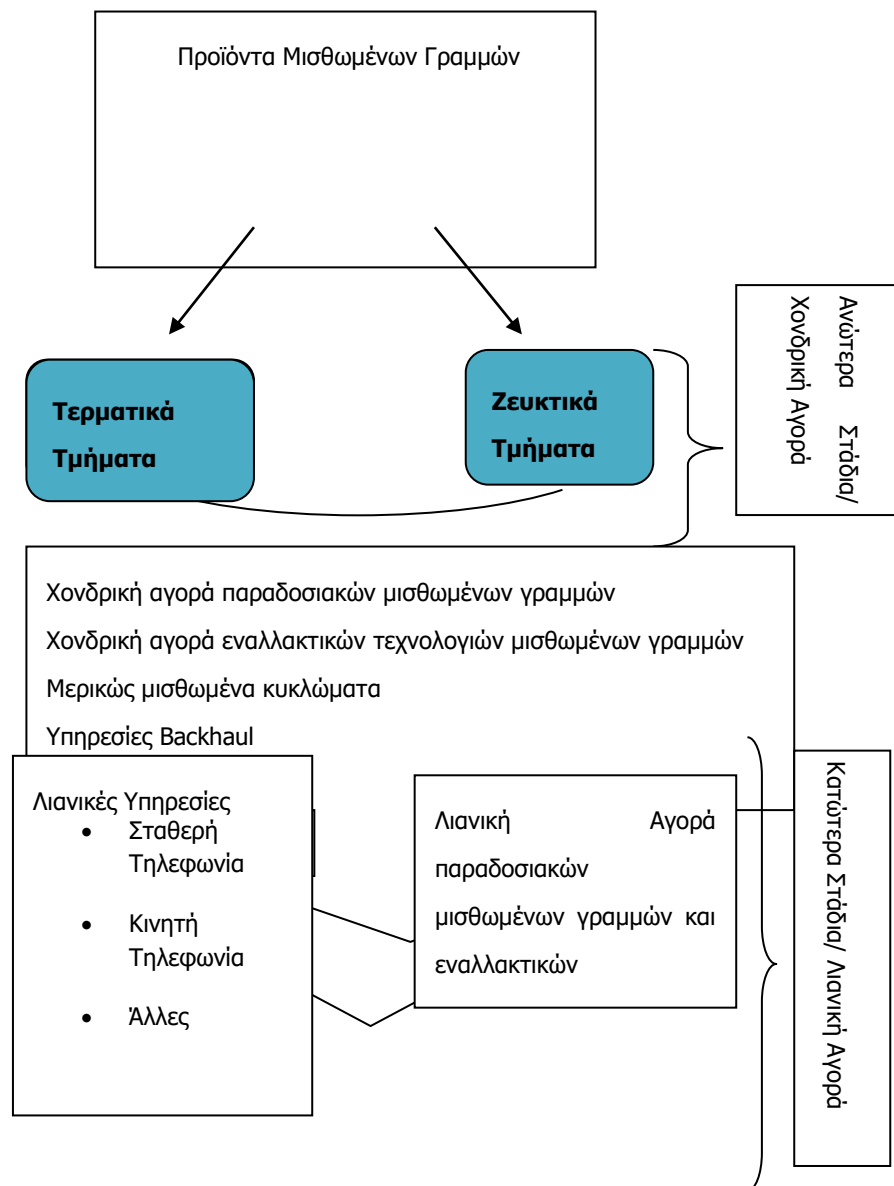 Προϊόντα Μισθωμένων Γραμμών
Ανώτερα Στάδια/
Χονδρική Αγορά
Τερματικά
Τμήματα
Ζευκτικά
Τμήματα
Χονδρική αγορά παραδοσιακών μισθωμένων γραμμών
Χονδρική αγορά εναλλακτικών τεχνολογιών μισθωμένων γραμμών
Μερικώς μισθωμένα κυκλώματα
Υπηρεσίες Backhaul
Λιανικές Υπηρεσίες
• Σταθερή
Τηλεφωνία
• Κινητή
Τηλεφωνία
• Άλλες
Λιανική Αγορά
παραδοσιακών
μισθωμένων γραμμών και
εναλλακτικών
Κατώτερα Στάδια/ Λιανική Αγορά